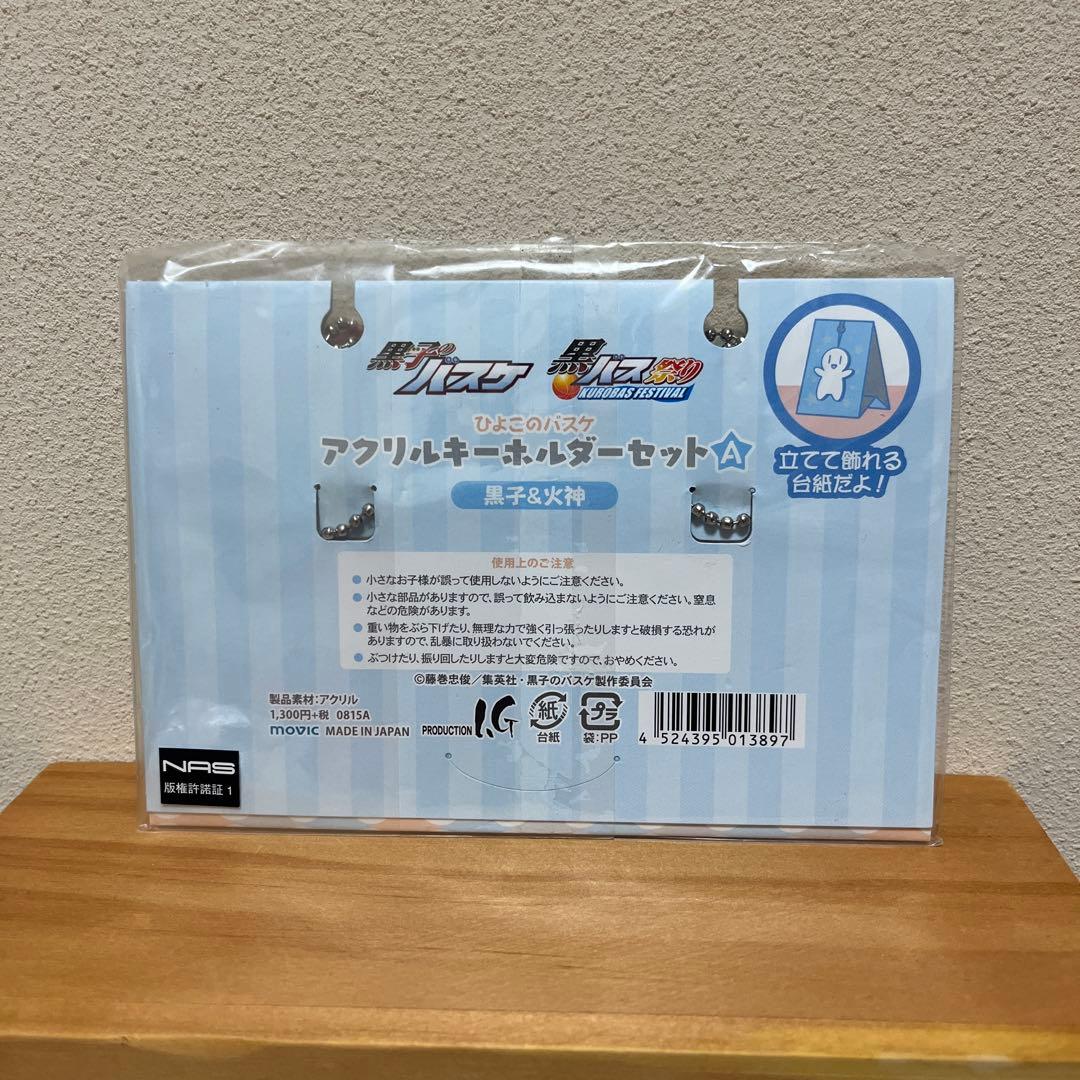 黒子のバスケ
黒バス祭り
KUROBAS FESTIVAL
ひよこのバスケ
アクリルキーホルダーセットA
黒子&火神
立てて飾れる
台紙だよ!
使用上のご注意
●小さなお子様が誤って使用しないようにご注意ください。
●小さな部品がありますので、誤って飲み込まないようにご注意ください。窒息
などの危険があります。
●重い物をぶら下げたり、無理な力で強く引っ張ったりしますと破損する恐れが
ありますので、乱暴に取り扱わないでください。
●ぶつけたり、振り回したりしますと大変危険ですので、おやめください。
©藤巻忠俊/集英社・黒子のバスケ製作委員会
製品素材:アクリル
1,300円+税 0815A
movic MADE IN JAPAN
PRODUCTION I.G
紙
台紙
プラ
袋:PP
4 524395 013897
NAS
版権許諾証 1